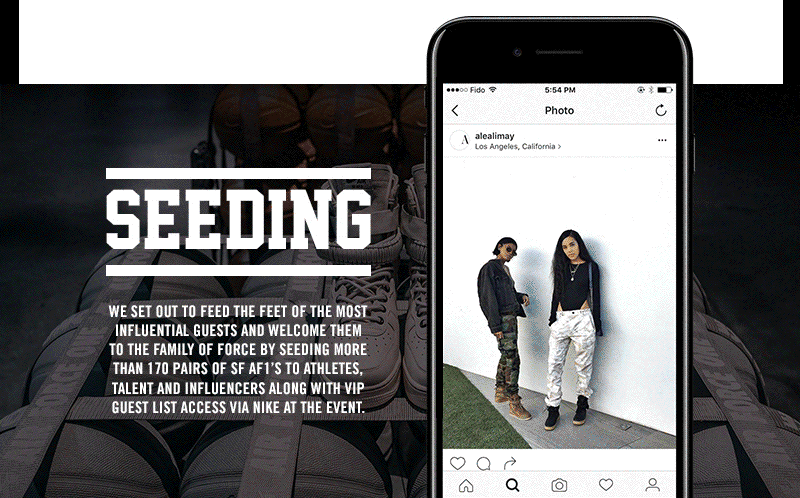 SEEDING
WE SET OUT TO FEED THE FEET OF THE MOST
INFLUENTIAL GUESTS AND WELCOME THEM
TO THE FAMILY OF FORCE BY SEEDING MORE
THAN 170 PAIRS OF SF AF1'S TO ATHLETES,
TALENT AND INFLUENCERS ALONG WITH VIP
GUEST LIST ACCESS VIA NIKE AT THE EVENT.
Fido 5:54 PM
Photo
A
alealimay
Los Angeles, California >